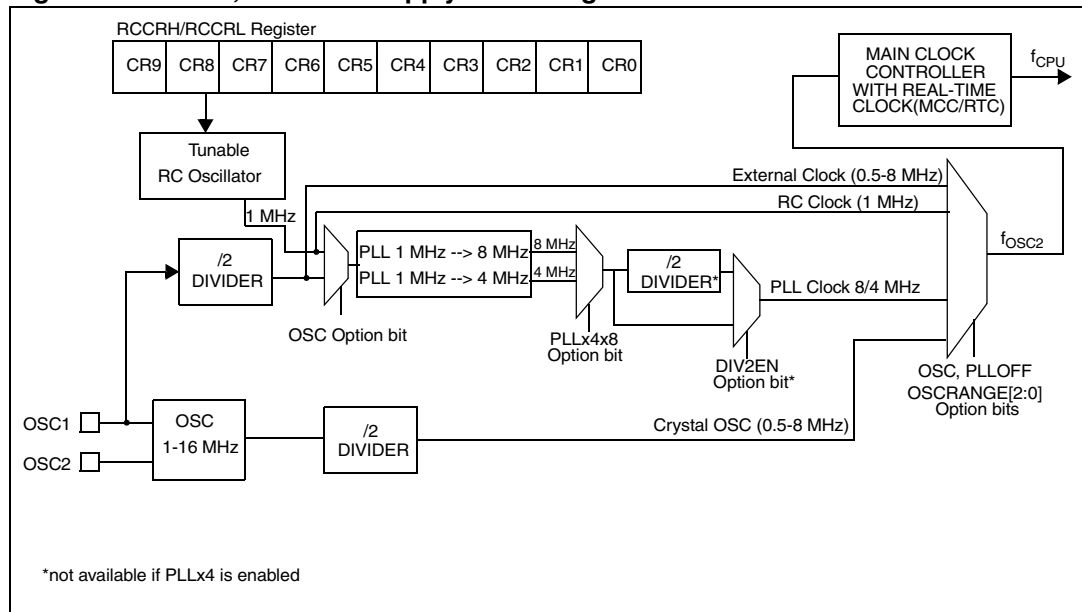 RCCRH/RCCRL Register
CR9 CR8 CR7 CR6 CR5 CR4 CR3 CR2 CR1 CR0
MAIN CLOCK
CONTROLLER
WITH REAL-TIME
CLOCK(MCC/RTC)
fCPU
Tunable
RC Oscillator
1 MHz
External Clock (0.5-8 MHz)
RC Clock (1 MHz)
/2
DIVIDER
PLL 1 MHz --> 8 MHz
PLL 1 MHz --> 4 MHz
8 MHz
4 MHz
/2
DIVIDER*
PLL Clock 8/4 MHz
fOSC2
OSC Option bit
PLLx4x8
Option bit
DIV2EN
Option bit*
OSC, PLLOFF
OSCRANGE[2:0]
Option bits
OSC1
OSC2
OSC
1-16 MHz
/2
DIVIDER
Crystal OSC (0.5-8 MHz)
*not available if PLLx4 is enabled